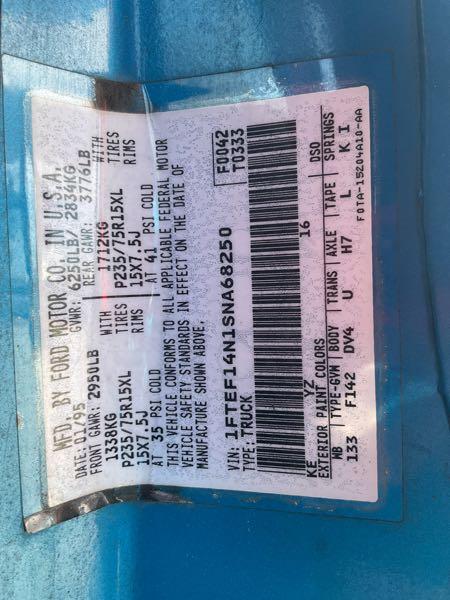 MFD. BY FORD MOTOR CO. IN U.S.A.
DATE: 01/95 GVWR: 6250LB/ 2834KG
FRONT GAWR: 2950LB REAR GAWR: 3776LB
1338KG WITH 1712KG WITH
P235/75R15XL TIRES P235/75R15XL TIRES
15X7.5J RIMS 15X7.5J RIMS
AT 35 PSI COLD AT 41 PSI COLD
THIS VEHICLE CONFORMS TO ALL APPLICABLE FEDERAL MOTOR
VEHICLE SAFETY STANDARDS IN EFFECT ON THE DATE OF
MANUFACTURE SHOWN ABOVE.
F0042
T0333
VIN: 1FTEF14N1SNA68250
TYPE: TRUCK
KE YZ 16
EXTERIOR PAINT COLORS DSO
WB TYPE-GVW BODY TRANS AXLE TAPE SPRINGS
133 F142 DV4 U H7 L K I
F0TA-15204A10-AA